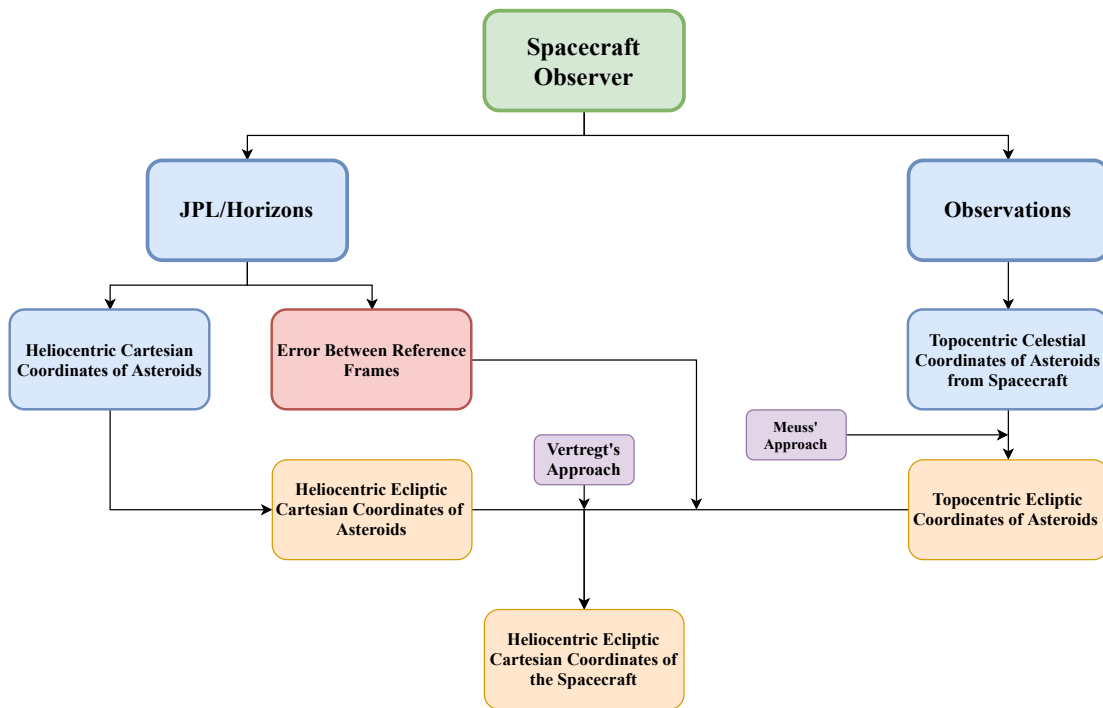 Spacecraft
Observer
JPL/Horizons
Observations
Heliocentric Cartesian
Coordinates of Asteroids
Error Between Reference
Frames
Topocentric Celestial
Coordinates of Asteroids
from Spacecraft
Meuss'
Approach
Vertregt's
Approach
Heliocentric Ecliptic
Cartesian Coordinates of
Asteroids
Topocentric Ecliptic
Coordinates of Asteroids
Heliocentric Ecliptic
Cartesian Coordinates of
the Spacecraft